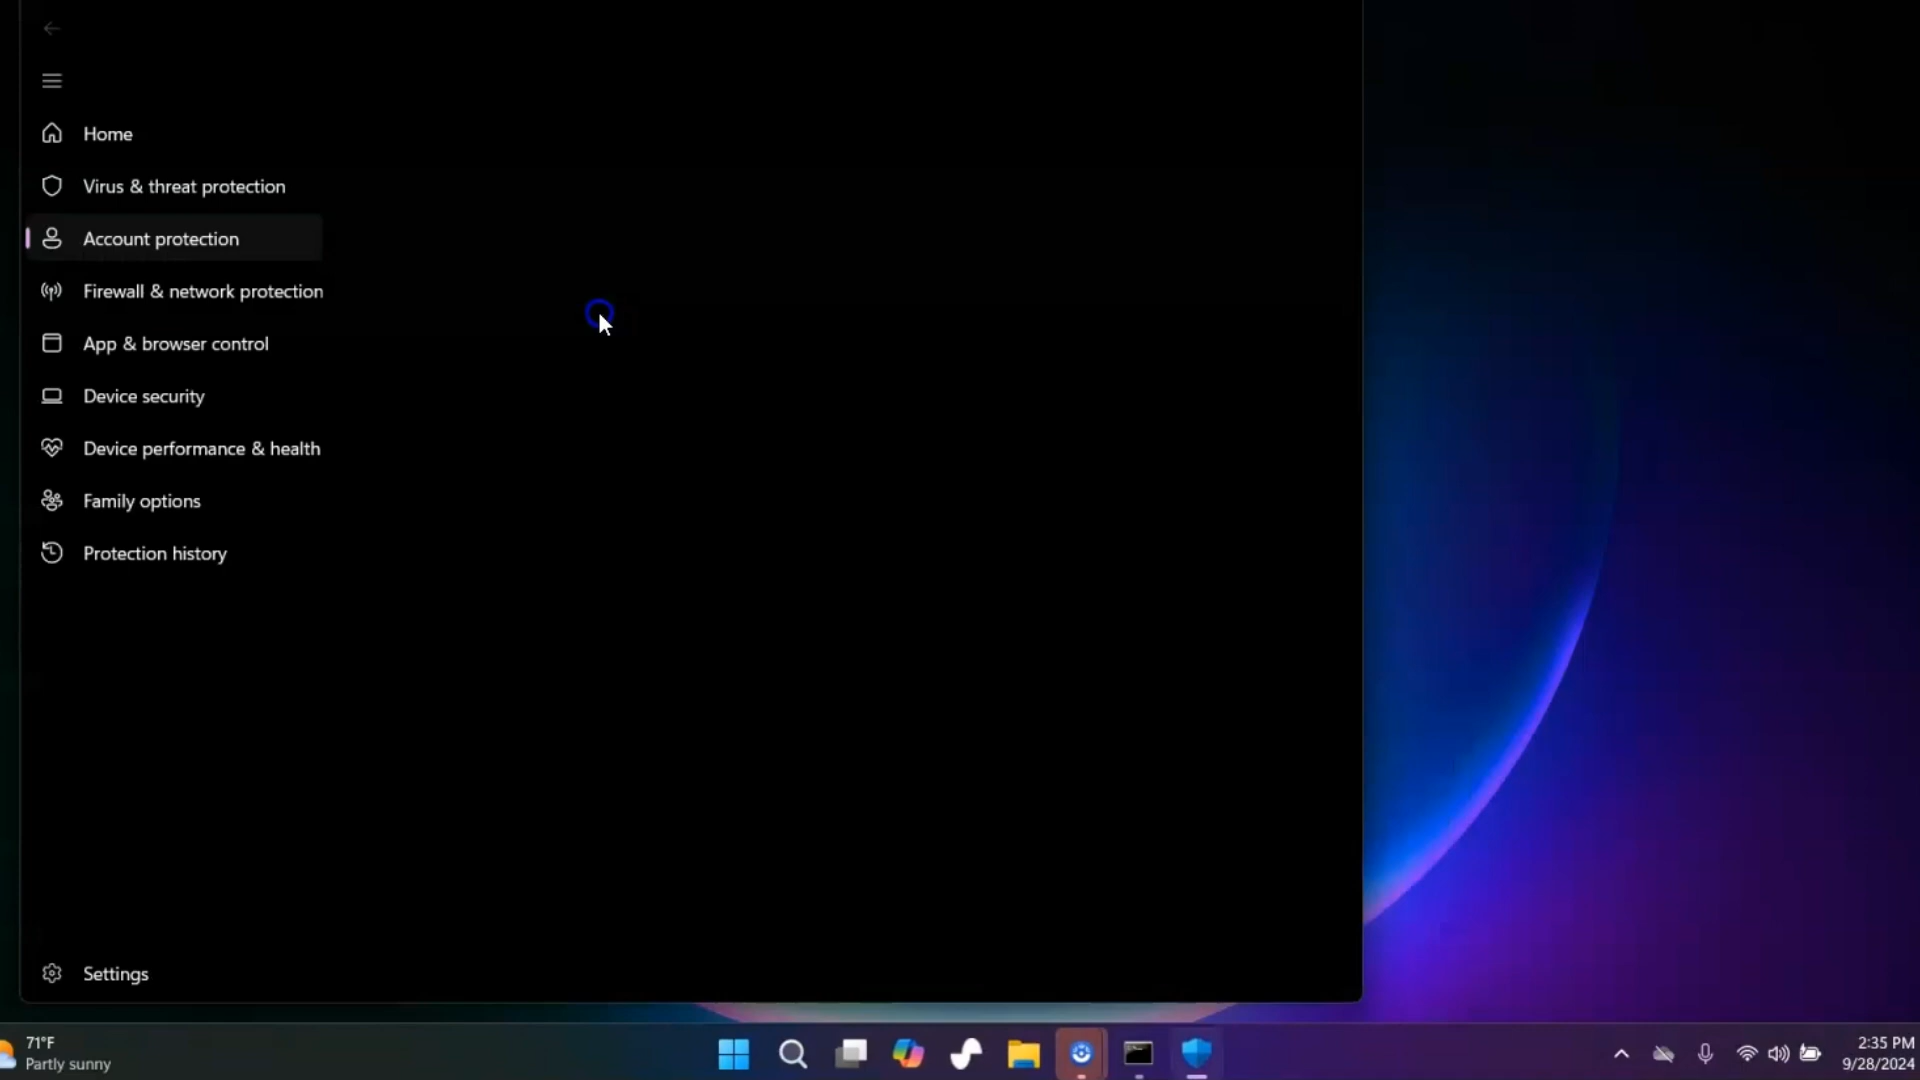 Home
Virus & threat protection
Account protection
Firewall & network protection
App & browser control
Device security
Device performance & health
Family options
Protection history
Settings
71°F
Partly sunny
2:35 PM
9/28/2024